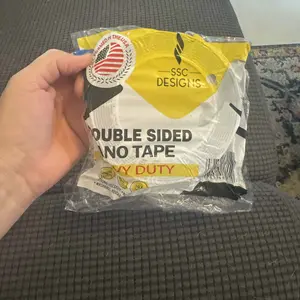 SSC
DESIGNS
OUBLE SIDED
ANO TAPE
VY DUTY